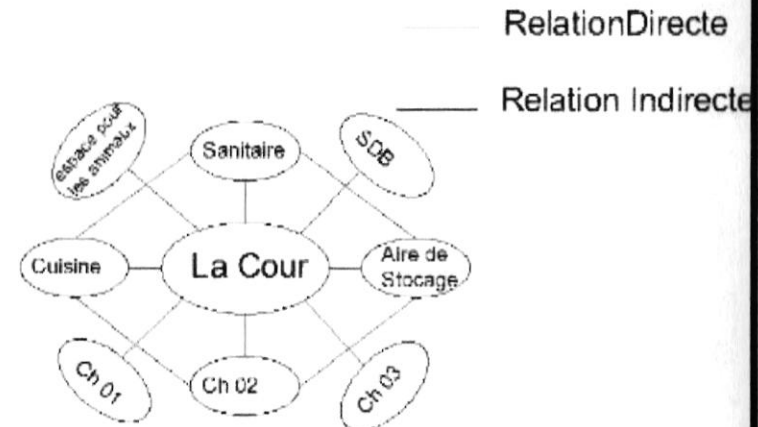 RelationDirecte
Relation Indirecte
espace pour
les animaux
Sanitaire
SDB
Cuisine
La Cour
Aire de
Stocage
Ch 01
Ch 02
Ch 03